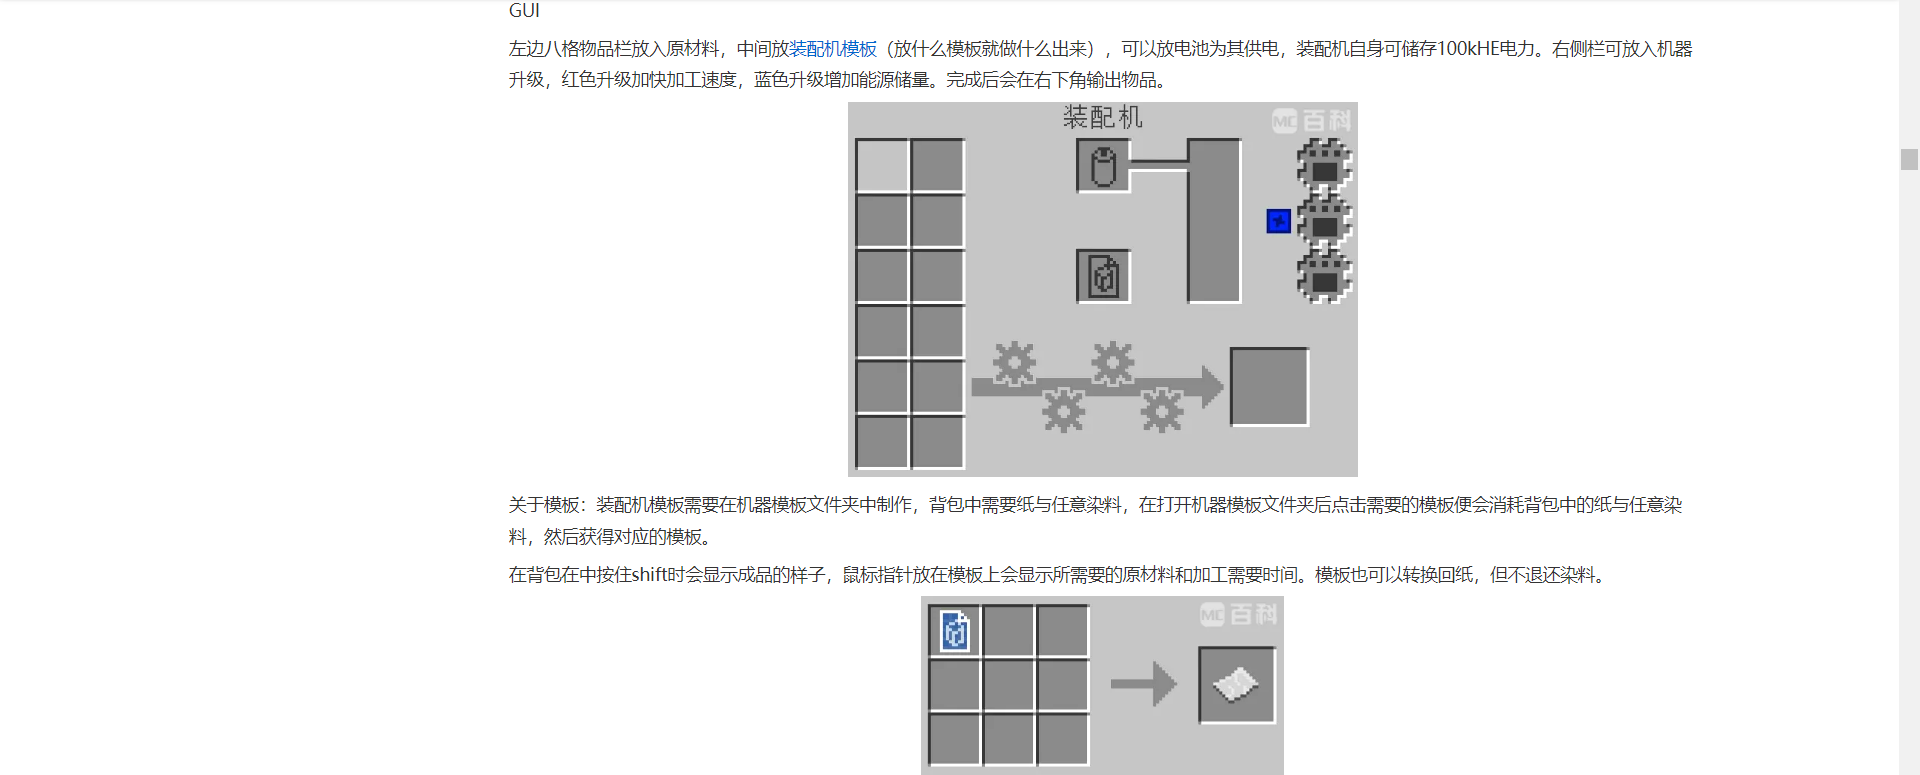 GUI
左边八格物品栏放入原材料，中间放装配机模板（放什么模板就做什么出来），可以放电池为其供电，装配机自身可储存100kHE电力。右侧栏可放入机器
升级，红色升级加快加工速度，蓝色升级增加能源储量。完成后会在右下角输出物品。
装配机
MC百科
关于模板：装配机模板需要在机器模板文件夹中制作，背包中需要纸与任意染料，在打开机器模板文件夹后点击需要的模板便会消耗背包中的纸与任意染
料，然后获得对应的模板。
在背包在中按住shift时会显示成品的样子，鼠标指针放在模板上会显示所需要的原材料和加工需要时间。模板也可以转换回纸，但不退还染料。
MC百科